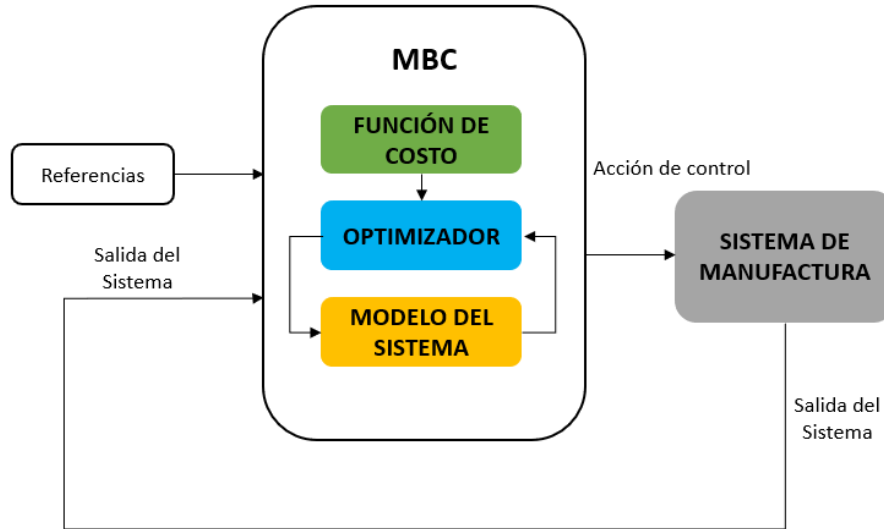 MBC
FUNCIÓN DE
COSTO
Referencias
Acción de control
OPTIMIZADOR
SISTEMA DE
MANUFACTURA
Salida del
Sistema
MODELO DEL
SISTEMA
Salida del
Sistema